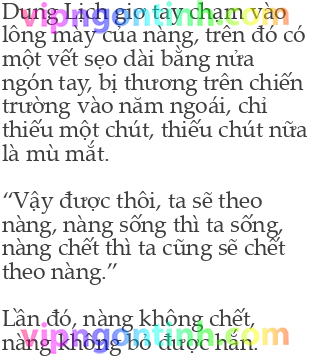 Dung Lịch giơ tay chạm vào
lông mày của nàng, trên đó có
một vết sẹo dài bằng nửa
ngón tay, bị thương trên chiến
trường vào năm ngoái, chỉ
thiếu một chút, thiếu chút nữa
là mù mắt.
“Vậy được thôi, ta sẽ theo
nàng, nàng sống thì ta sống,
nàng chết thì ta cũng sẽ chết
theo nàng.”
Lần đó, nàng không chết,
nàng không bỏ được hắn.
vipngontinh.com
vipngontinh.com
vipngontinh.com